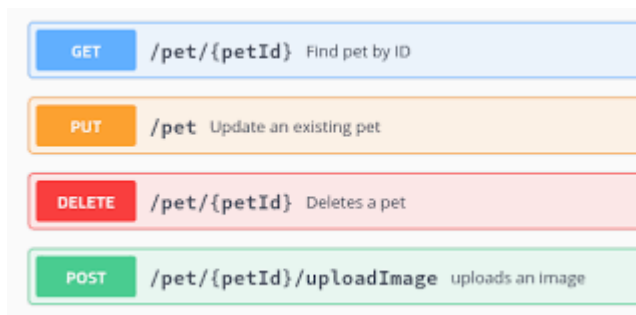 GET /pet/{petId} Find pet by ID
PUT /pet Update an existing pet
DELETE /pet/{petId} Deletes a pet
POST /pet/{petId}/uploadImage uploads an image